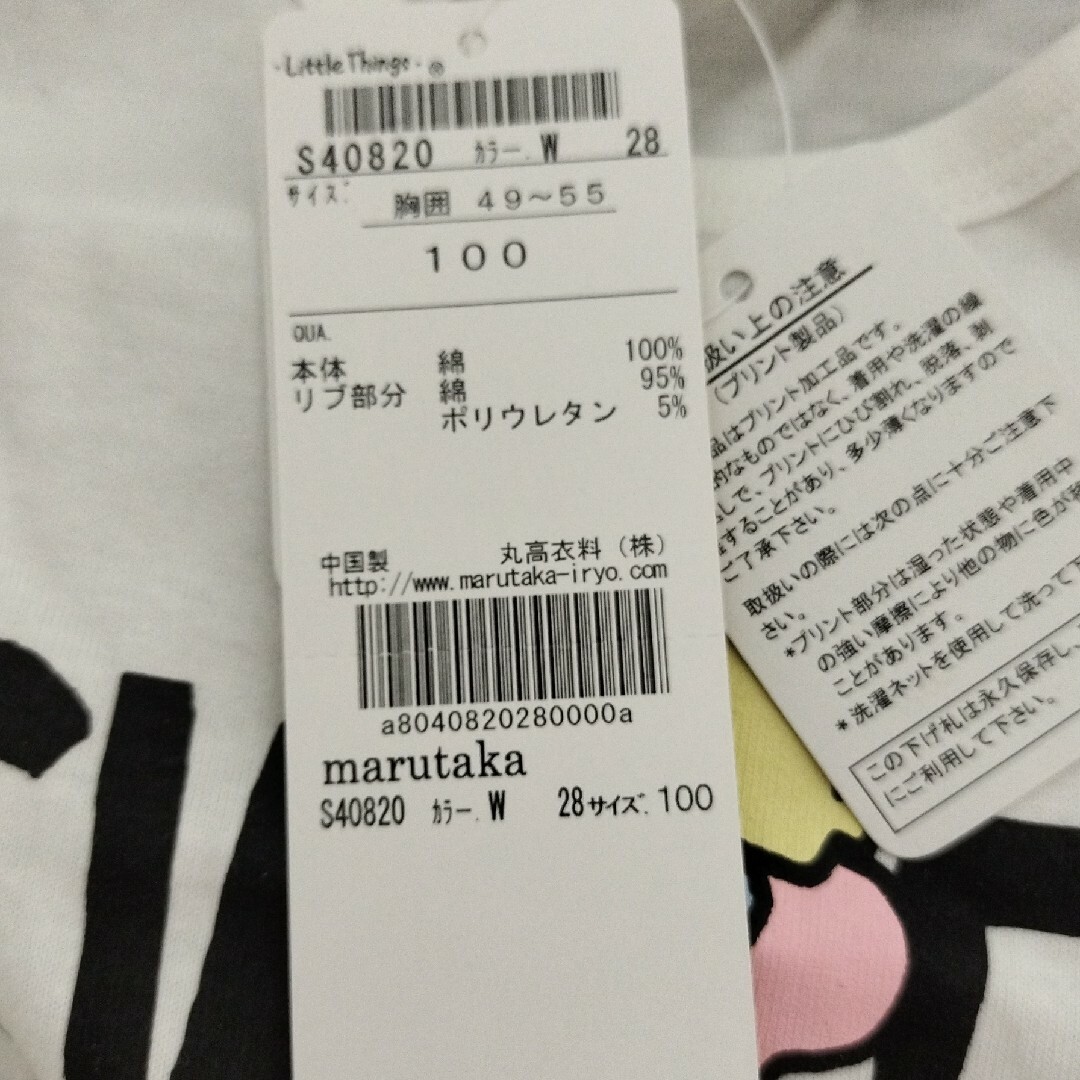 ・Little Things・®
S40820 ｶﾗｰ. W 28
サイズ: 胸囲 49～55
100
QUA.
本体 綿 100%
リブ部分 綿 95%
ポリウレタン 5%
中国製 丸高衣料（株）
http://www.marutaka-iryo.com
a8040820280000a
marutaka
S40820 ｶﾗｰ. W 28サイズ. 100
扱い上の注意
（プリント製品）
品はプリント加工品です。
的なものではなく、着用や洗濯の繰
しで、プリントにひび割れ、脱落、剥
することがあり、多少薄くなりますので
ご了承下さい。
取扱いの際には次の点に十分ご注意下
さい。
*プリント部分は湿った状態や着用中
の強い摩擦により他の物に色が移
ことがあります。
*洗濯ネットを使用して洗って下
この下げ札は永久保存し、
にご利用して下さい。